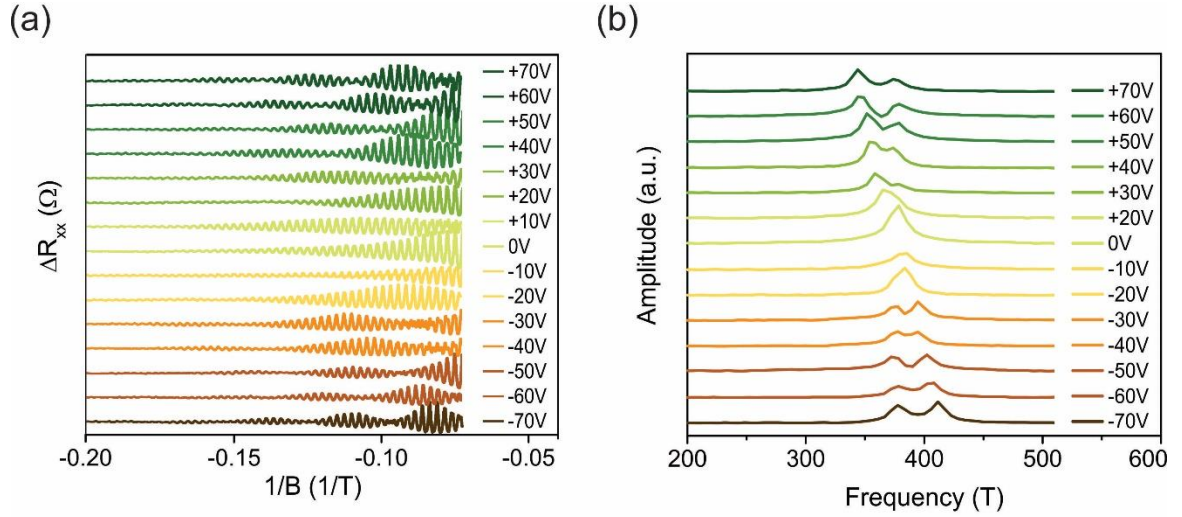 (a)
ΔRxx (Ω)
+70V
+60V
+50V
+40V
+30V
+20V
+10V
0V
-10V
-20V
-30V
-40V
-50V
-60V
-70V
-0.20
-0.15
-0.10
-0.05
1/B (1/T)
(b)
Amplitude (a.u.)
+70V
+60V
+50V
+40V
+30V
+20V
0V
-10V
-20V
-30V
-40V
-50V
-60V
-70V
200
300
400
500
600
Frequency (T)